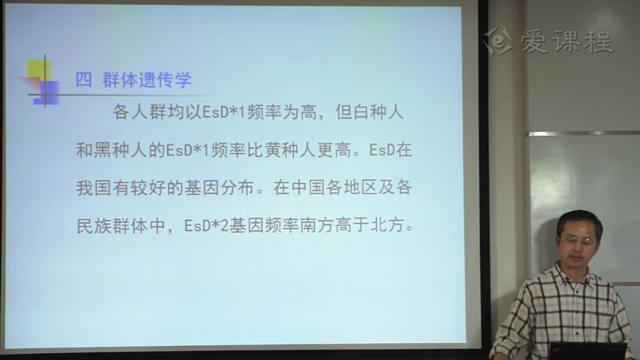 四 群体遗传学
各人群均以EsD*1频率为高，但白种人
和黑种人的EsD*1频率比黄种人更高。EsD在
我国有较好的基因分布。在中国各地区及各
民族群体中，EsD*2基因频率南方高于北方。
爱课程